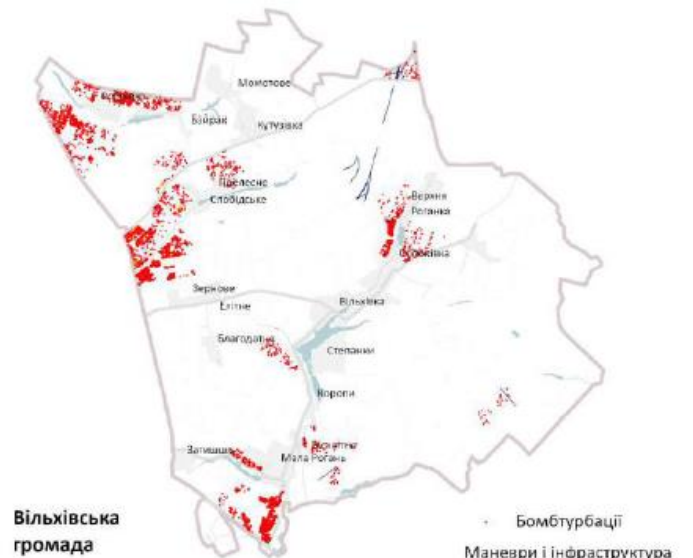 Момотове
Байрак
Кутузівка
Прелесне
Слобідське
Верхня
Роганка
Зернове
Елітне
Вільхівка
Благодатне
Степанки
Коропи
Затишшя
Мала Рогань
Вільхівська
громада
Бомбтурбації
Маневри і інфраструктура